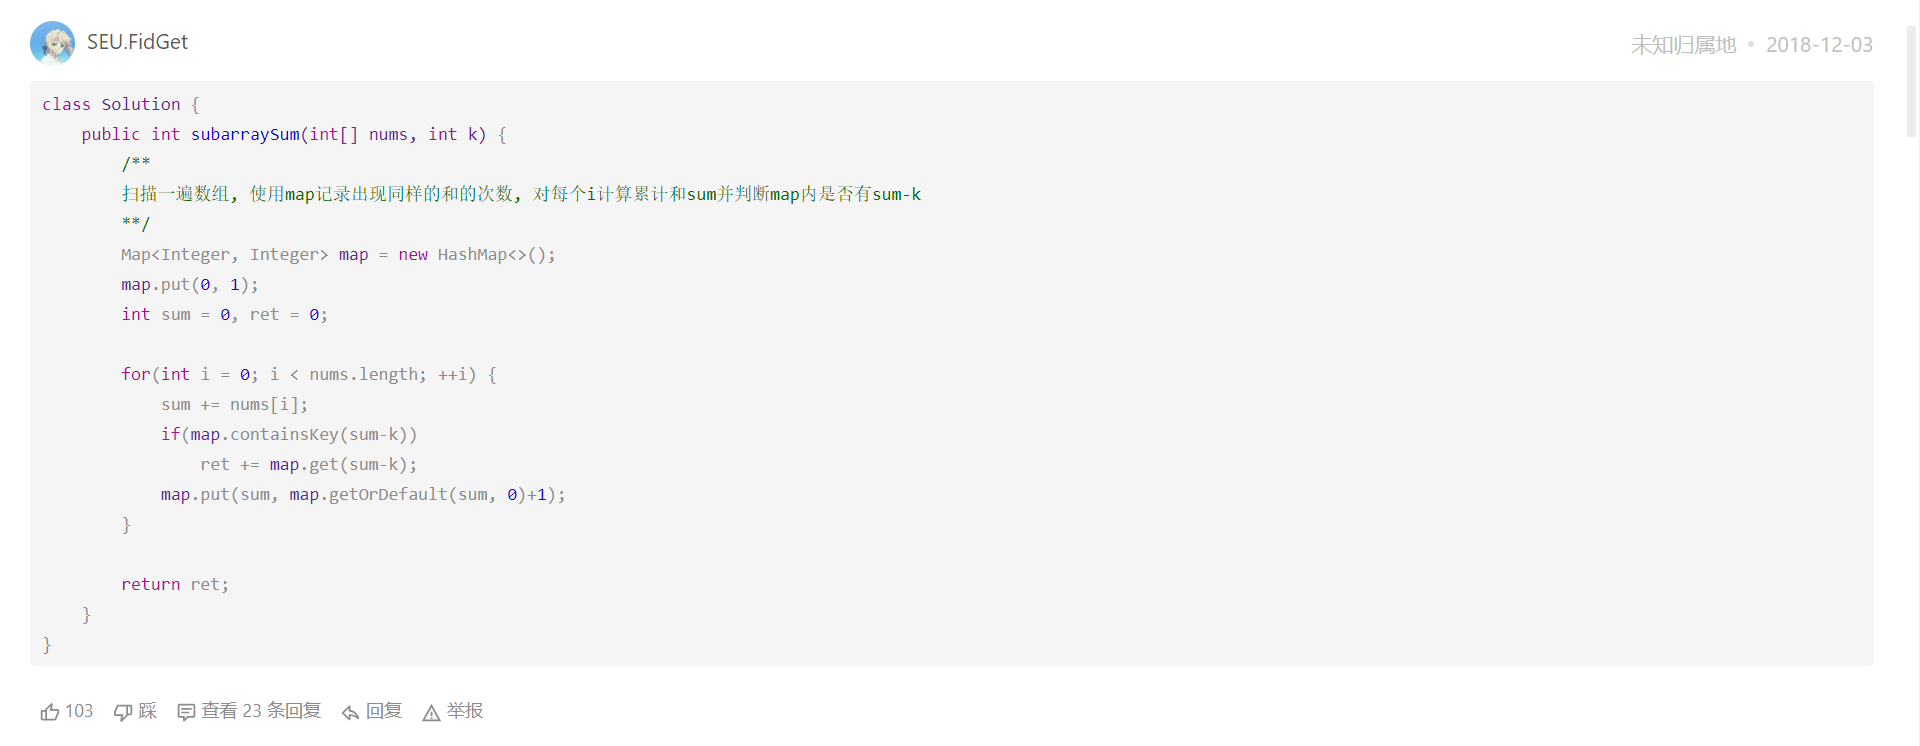 SEU.FidGet
未知归属地 • 2018-12-03
class Solution {
    public int subarraySum(int[] nums, int k) {
        /**
        扫描一遍数组, 使用map记录出现同样的和的次数, 对每个i计算累计和sum并判断map内是否有sum-k
        **/
        Map<Integer, Integer> map = new HashMap<>();
        map.put(0, 1);
        int sum = 0, ret = 0;
        for(int i = 0; i < nums.length; ++i) {
            sum += nums[i];
            if(map.containsKey(sum-k))
                ret += map.get(sum-k);
            map.put(sum, map.getOrDefault(sum, 0)+1);
        }
        return ret;
    }
}
103 踩 查看 23 条回复 回复 举报